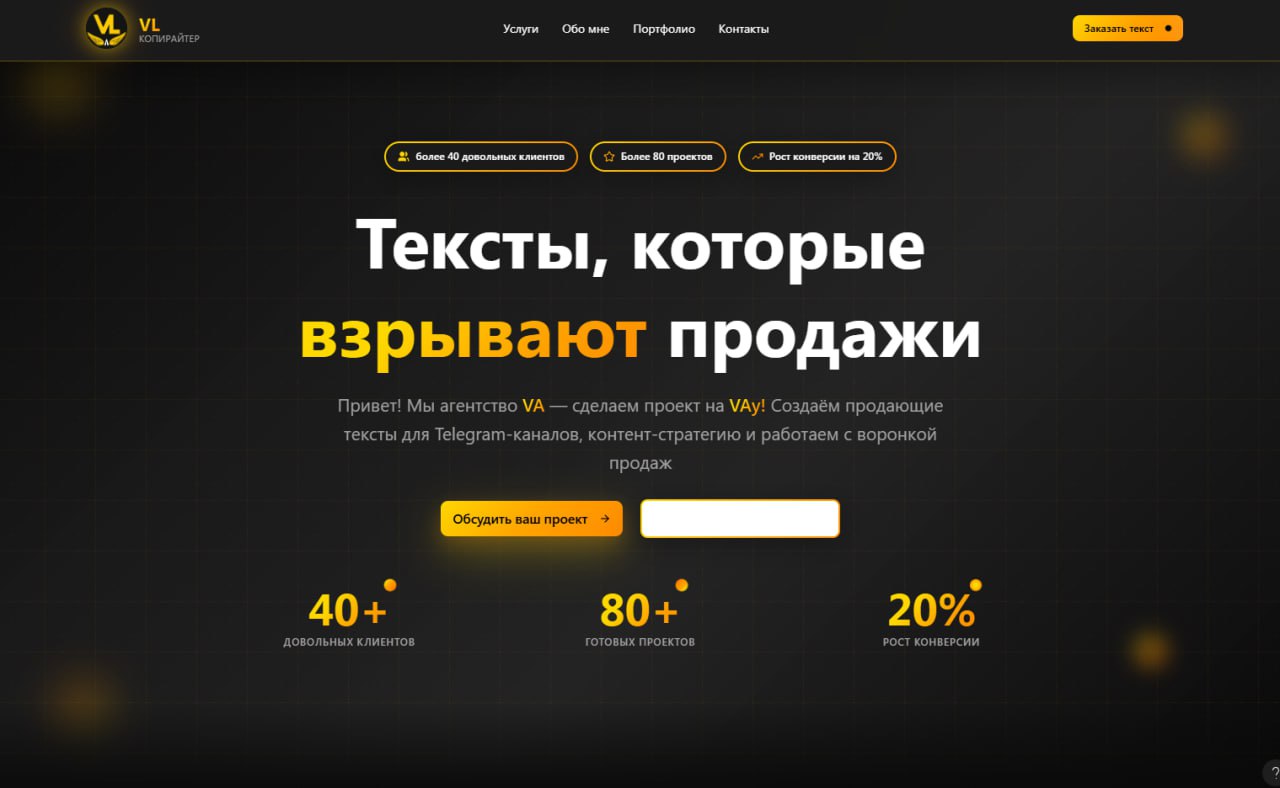 VL
VL
КОПИРАЙТЕР
Услуги
Обо мне
Портфолио
Контакты
Заказать текст
более 40 довольных клиентов
Более 80 проектов
Рост конверсии на 20%
Тексты, которые
взрывают продажи
Привет! Мы агентство VA — сделаем проект на VAу! Создаём продающие
тексты для Telegram-каналов, контент-стратегию и работаем с воронкой
продаж
Обсудить ваш проект
40+
80+
20%
ДОВОЛЬНЫХ КЛИЕНТОВ
ГОТОВЫХ ПРОЕКТОВ
РОСТ КОНВЕРСИИ
?